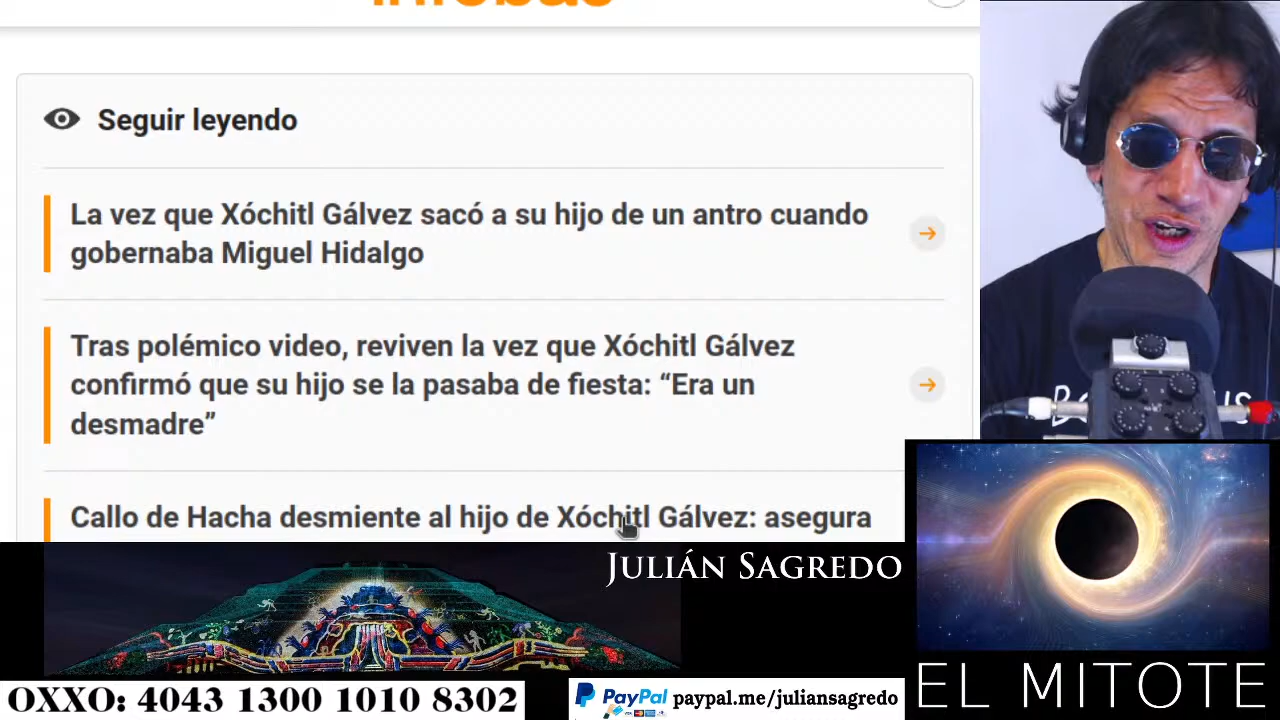 infobae
Seguir leyendo
La vez que Xóchitl Gálvez sacó a su hijo de un antro cuando
gobernaba Miguel Hidalgo
Tras polémico video, reviven la vez que Xóchitl Gálvez
confirmó que su hijo se la pasaba de fiesta: “Era un
desmadre”
Callo de Hacha desmiente al hijo de Xóchitl Gálvez: asegura
JULIÁN SAGREDO
OXXO: 4043 1300 1010 8302
PayPal paypal.me/juliansagredo
EL MITOTE